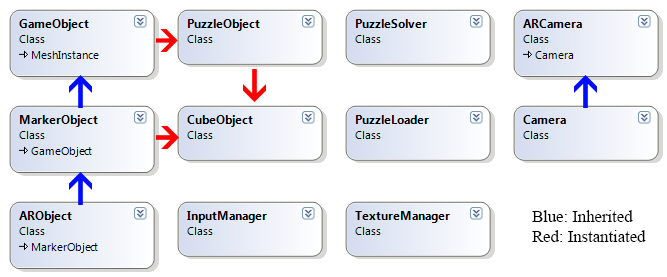 GameObject
Class
MeshInstance
PuzzleObject
Class
PuzzleSolver
Class
ARCamera
Class
Camera
MarkerObject
Class
GameObject
CubeObject
Class
PuzzleLoader
Class
Camera
Class
ARObject
Class
MarkerObject
InputManager
Class
TextureManager
Class
Blue: Inherited
Red: Instantiated